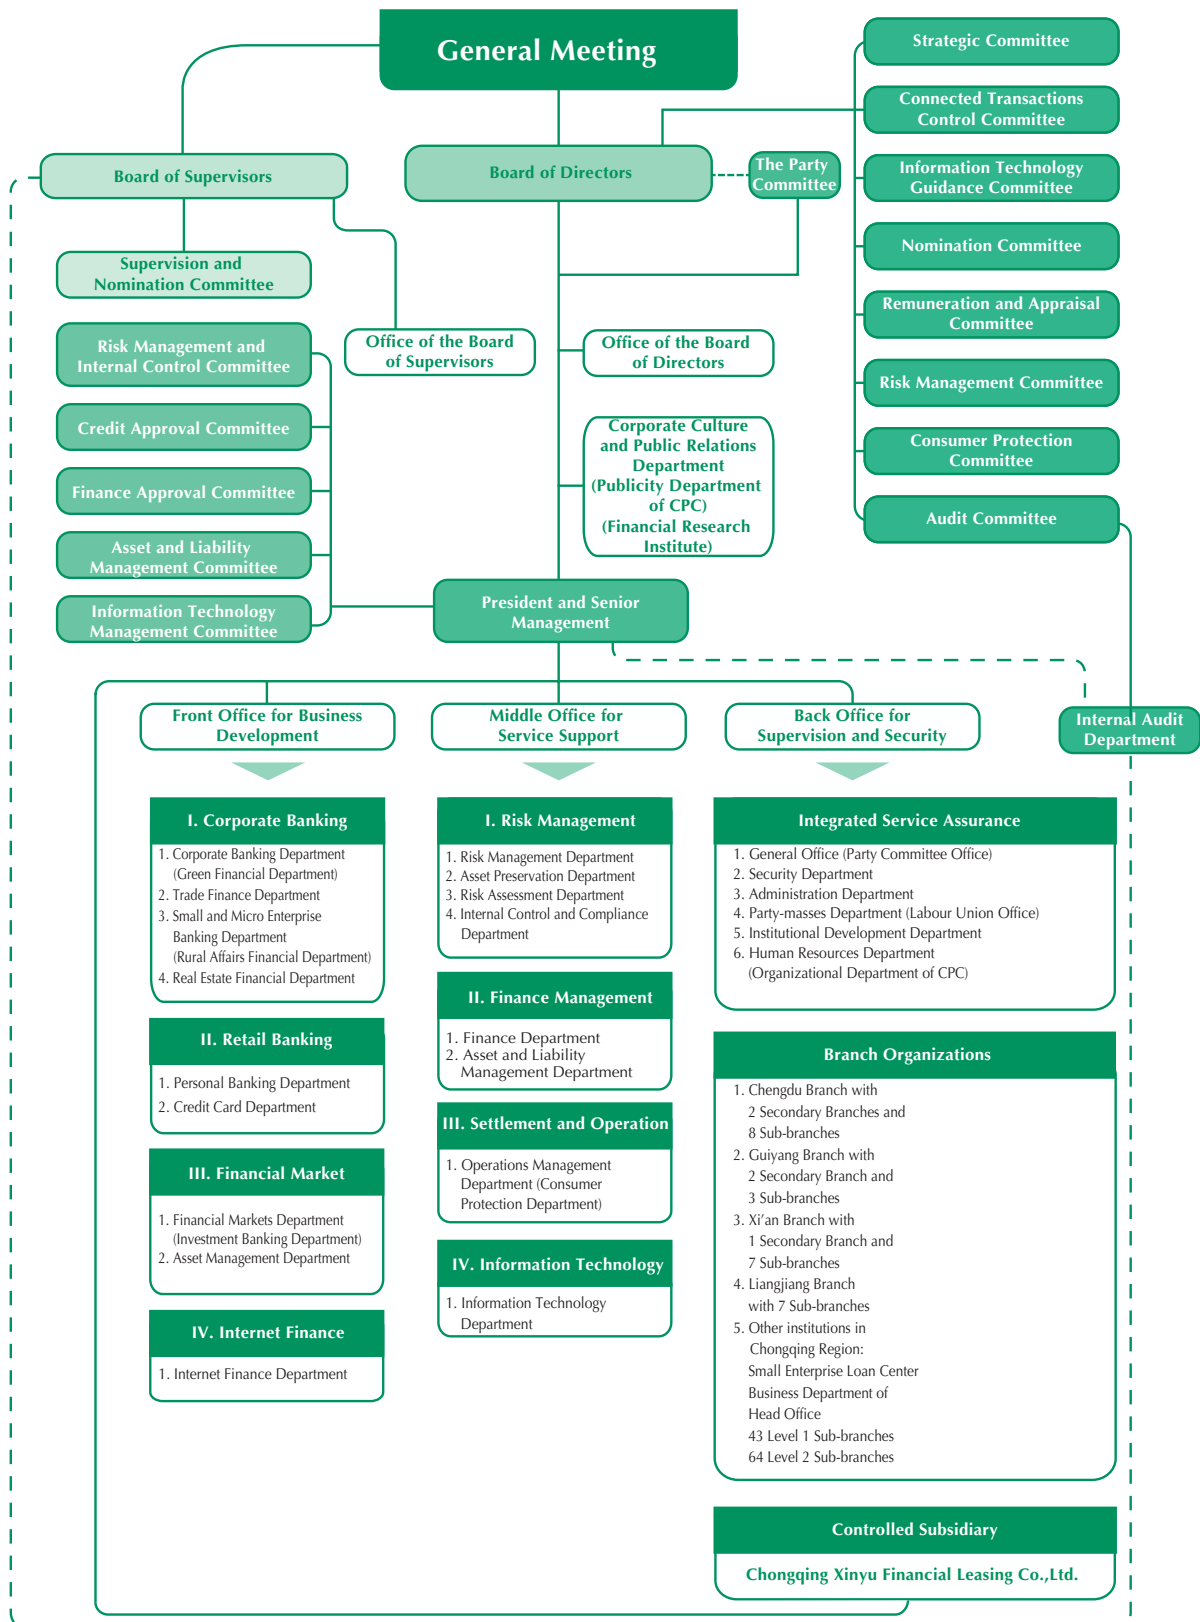 General Meeting
Strategic Committee
Connected Transactions
Control Committee
Information Technology
Guidance Committee
Nomination Committee
Remuneration and Appraisal
Committee
Risk Management Committee
Consumer Protection
Committee
Audit Committee
Board of Supervisors
Board of Directors
The Party
Committee
Supervision and
Nomination Committee
Risk Management and
Internal Control Committee
Credit Approval Committee
Finance Approval Committee
Asset and Liability
Management Committee
Information Technology
Management Committee
Office of the Board
of Supervisors
Office of the Board
of Directors
Corporate Culture
and Public Relations
Department
(Publicity Department
of CPC)
(Financial Research
Institute)
President and Senior
Management
Front Office for Business
Development
Middle Office for
Service Support
Back Office for
Supervision and Security
Internal Audit
Department
I. Corporate Banking
1. Corporate Banking Department
(Green Financial Department)
2. Trade Finance Department
3. Small and Micro Enterprise
Banking Department
(Rural Affairs Financial Department)
4. Real Estate Financial Department
II. Retail Banking
1. Personal Banking Department
2. Credit Card Department
III. Financial Market
1. Financial Markets Department
(Investment Banking Department)
2. Asset Management Department
IV. Internet Finance
1. Internet Finance Department
I. Risk Management
1. Risk Management Department
2. Asset Preservation Department
3. Risk Assessment Department
4. Internal Control and Compliance
Department
II. Finance Management
1. Finance Department
2. Asset and Liability
Management Department
III. Settlement and Operation
1. Operations Management
Department (Consumer
Protection Department)
IV. Information Technology
1. Information Technology
Department
Integrated Service Assurance
1. General Office (Party Committee Office)
2. Security Department
3. Administration Department
4. Party-masses Department (Labour Union Office)
5. Institutional Development Department
6. Human Resources Department
(Organizational Department of CPC)
Branch Organizations
1. Chengdu Branch with
2 Secondary Branches and
8 Sub-branches
2. Guiyang Branch with
2 Secondary Branch and
3 Sub-branches
3. Xi’an Branch with
1 Secondary Branch and
7 Sub-branches
4. Liangjiang Branch
with 7 Sub-branches
5. Other institutions in
Chongqing Region:
Small Enterprise Loan Center
Business Department of
Head Office
43 Level 1 Sub-branches
64 Level 2 Sub-branches
Controlled Subsidiary
Chongqing Xinyu Financial Leasing Co.,Ltd.